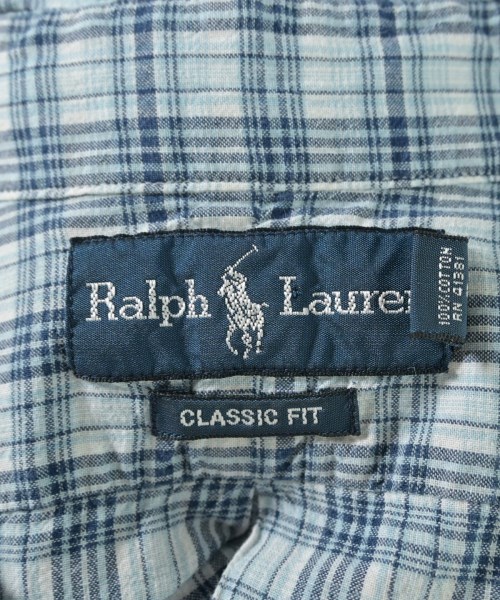 Ralph Lauren
100% COTTON
RN 41381
CLASSIC FIT